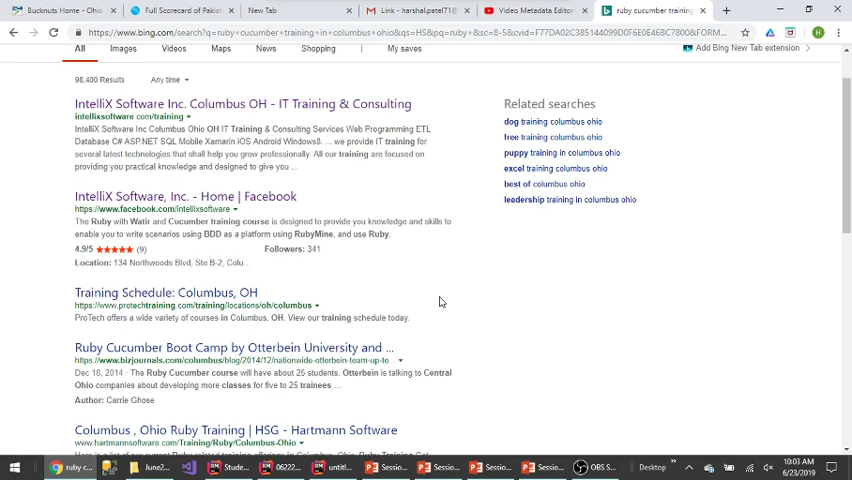 Bucknuts Home - Ohio
Full Scorecard of Pakist
New Tab
Link - harshal.patel71@
Video Metadata Editor
ruby cucumber training
https://www.bing.com/search?q=ruby+cucumber+training+in+columbus+ohio&qs=HS&pq=ruby+&sc=8-5&cvid=F77DA02C385144099D0F6E0E46BC7800&FORM...
H
All
Images
Videos
Maps
News
Shopping
My saves
Add Bing New Tab extension
98,400 Results
Any time
IntelliX Software Inc. Columbus OH - IT Training & Consulting
intellixsoftware.com/training
IntelliX Software Inc Columbus Ohio OH IT Training & Consulting Services Web Programming ETL
Database C# ASP.NET SQL Mobile Xamarin iOS Android Windows8. ... we provide IT training for
several latest technologies that shall help you grow professionally. All our training are focused on
providing you practical knowledge and designed to give you ...
IntelliX Software, Inc. - Home | Facebook
https://www.facebook.com/intellixsoftware
The Ruby with Watir and Cucumber training course is designed to provide you knowledge and skills to
enable you to write scenarios using BDD as a platform using RubyMine, and use Ruby.
4.9/5 ★★★★★ (9)
Followers: 341
Location: 134 Northwoods Blvd, Ste B-2, Colu...
Training Schedule: Columbus, OH
https://www.protechtraining.com/training/locations/oh/columbus
ProTech offers a wide variety of courses in Columbus, OH. View our training schedule today.
Ruby Cucumber Boot Camp by Otterbein University and ...
https://www.bizjournals.com/columbus/blog/2014/12/nationwide-otterbein-team-up-to...
Dec 18, 2014 · The Ruby Cucumber course will have about 25 students. Otterbein is talking to Central
Ohio companies about developing more classes for five to 25 trainees ...
Author: Carrie Ghose
Columbus , Ohio Ruby Training | HSG - Hartmann Software
www.hartmannsoftware.com/Training/Ruby/Columbus-Ohio
Related searches
dog training columbus ohio
free training columbus ohio
puppy training in columbus ohio
excel training columbus ohio
best of columbus ohio
leadership training in columbus ohio
ruby c...
June2...
Stude...
06222...
untitl...
Sessio...
Sessio...
Sessio...
Sessio...
OBS S...
Desktop
10:03 AM
6/23/2019